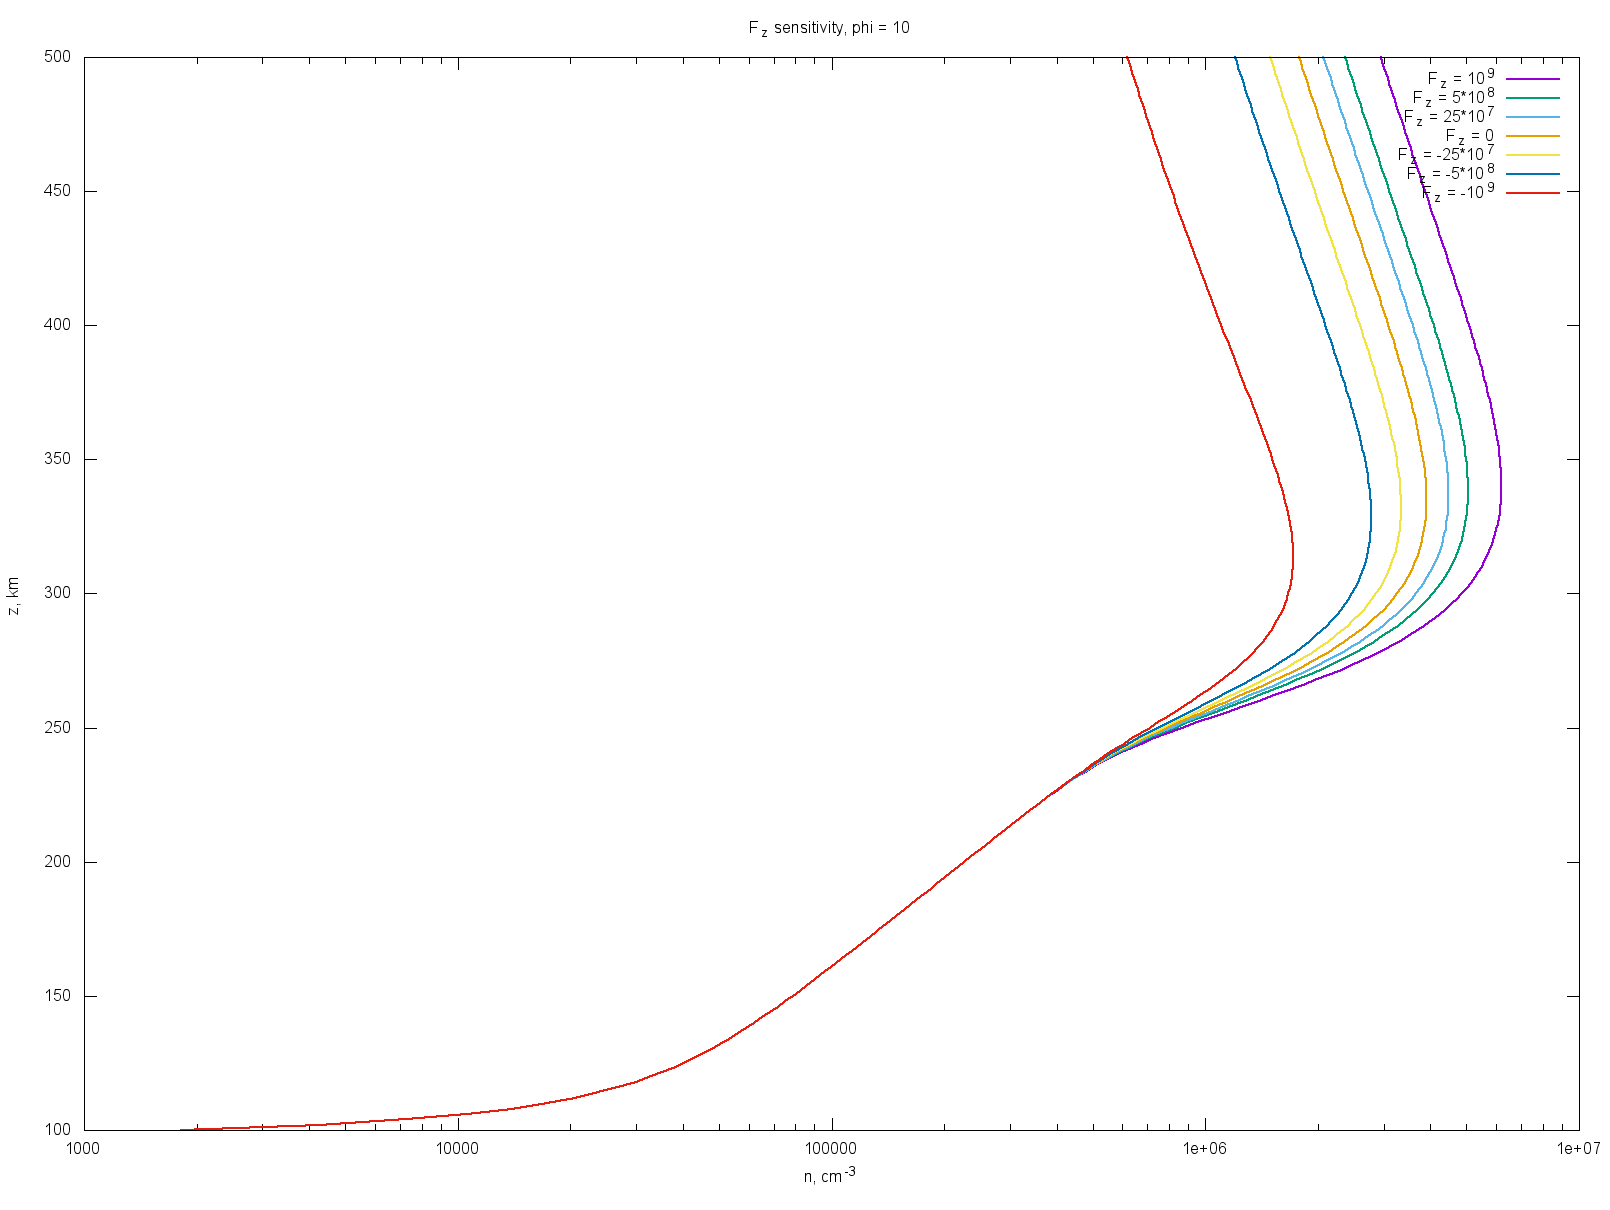 F z sensitivity, phi = 10
500
450
400
350
300
250
200
150
100
z, km
F z = 10^9
F z = 5*10^8
F z = 25*10^7
F z = 0
F z = -25*10^7
F z = -5*10^8
F z = -10^9
1000 10000 100000 1e+06 1e+07
n, cm^-3